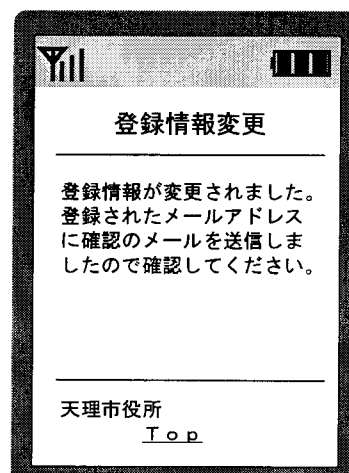 登録情報変更
登録情報が変更されました。
登録されたメールアドレス
に確認のメールを送信しま
したので確認してください。
天理市役所
Ｔｏｐ